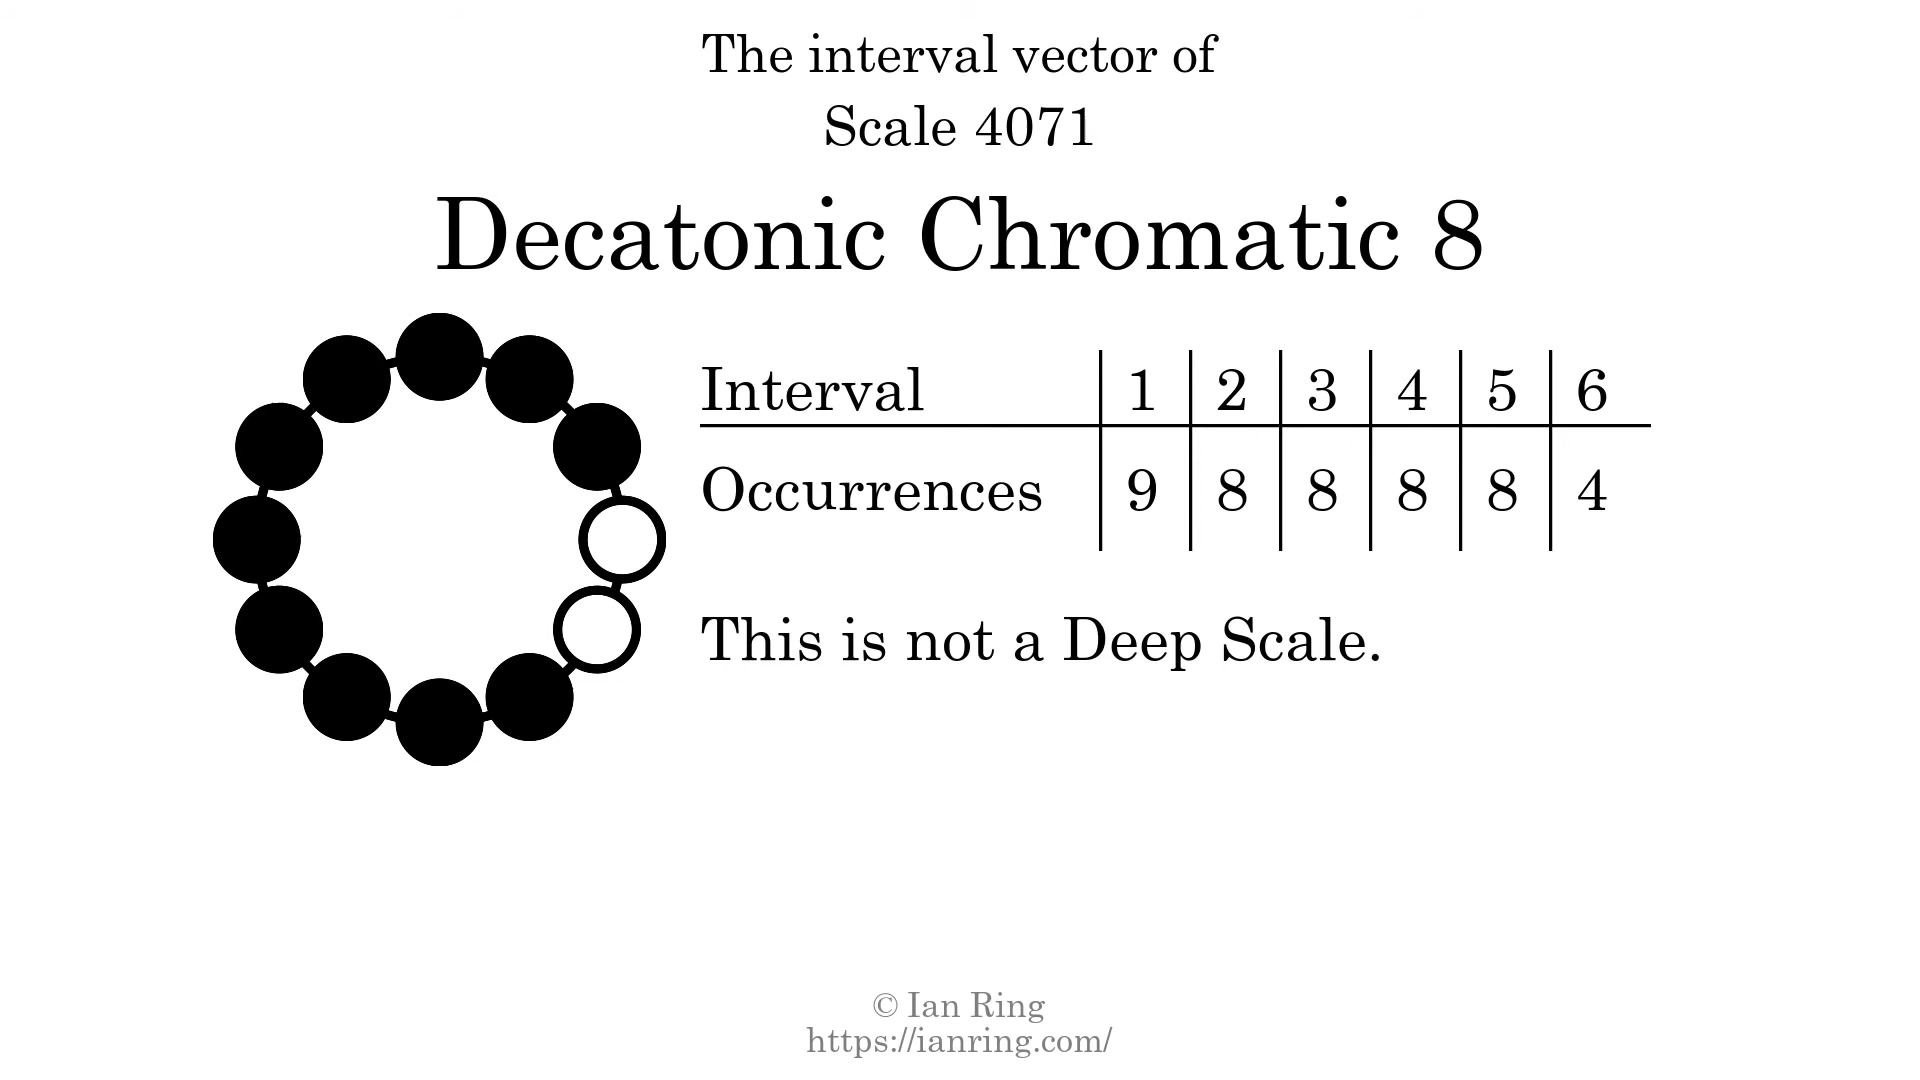 The interval vector of
Scale 4071
Decatonic Chromatic 8
Interval 1 2 3 4 5 6
Occurrences 9 8 8 8 8 4
This is not a Deep Scale.
© Ian Ring
https://ianring.com/